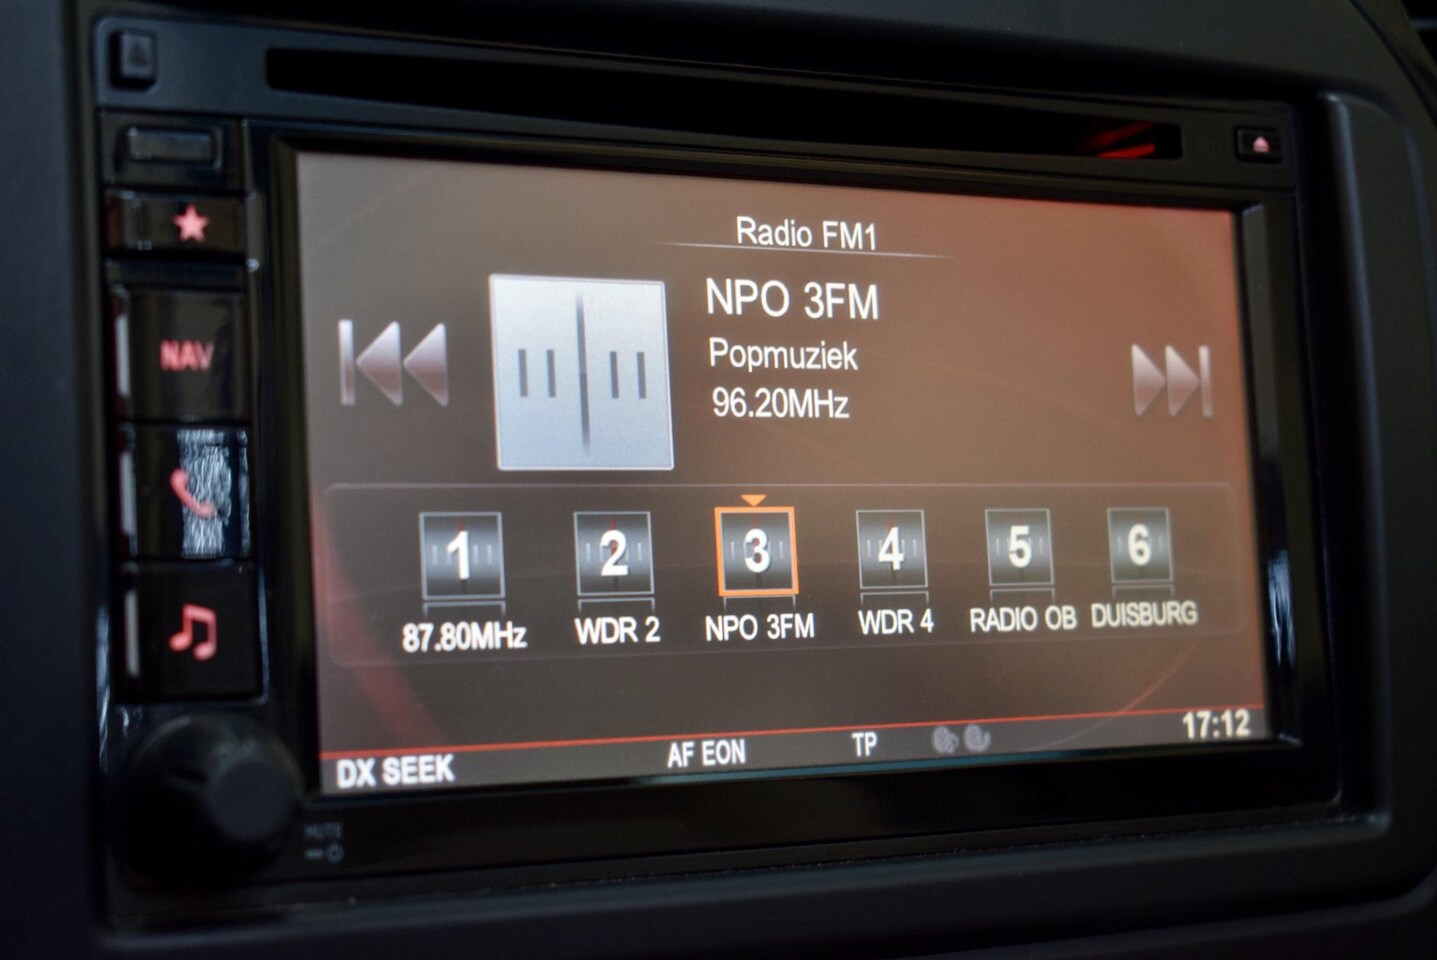 Radio FM1
NPO 3FM
Popmuziek
96.20MHz
NAV
1 2 3 4 5 6
87.80MHz WDR 2 NPO 3FM WDR 4 RADIO OB DUISBURG
DX SEEK AF EON TP 17:12
MUTE